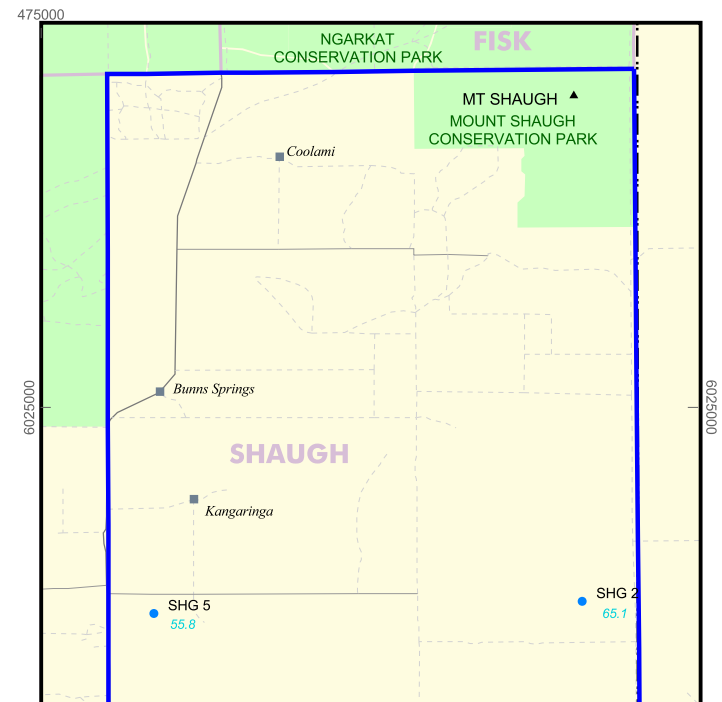 475000
NGARKAT
CONSERVATION PARK
FISK
MT SHAUGH
MOUNT SHAUGH
CONSERVATION PARK
Coolami
Bunns Springs
6025000
6025000
SHAUGH
Kangaringa
SHG 5
55.8
SHG 2
65.1